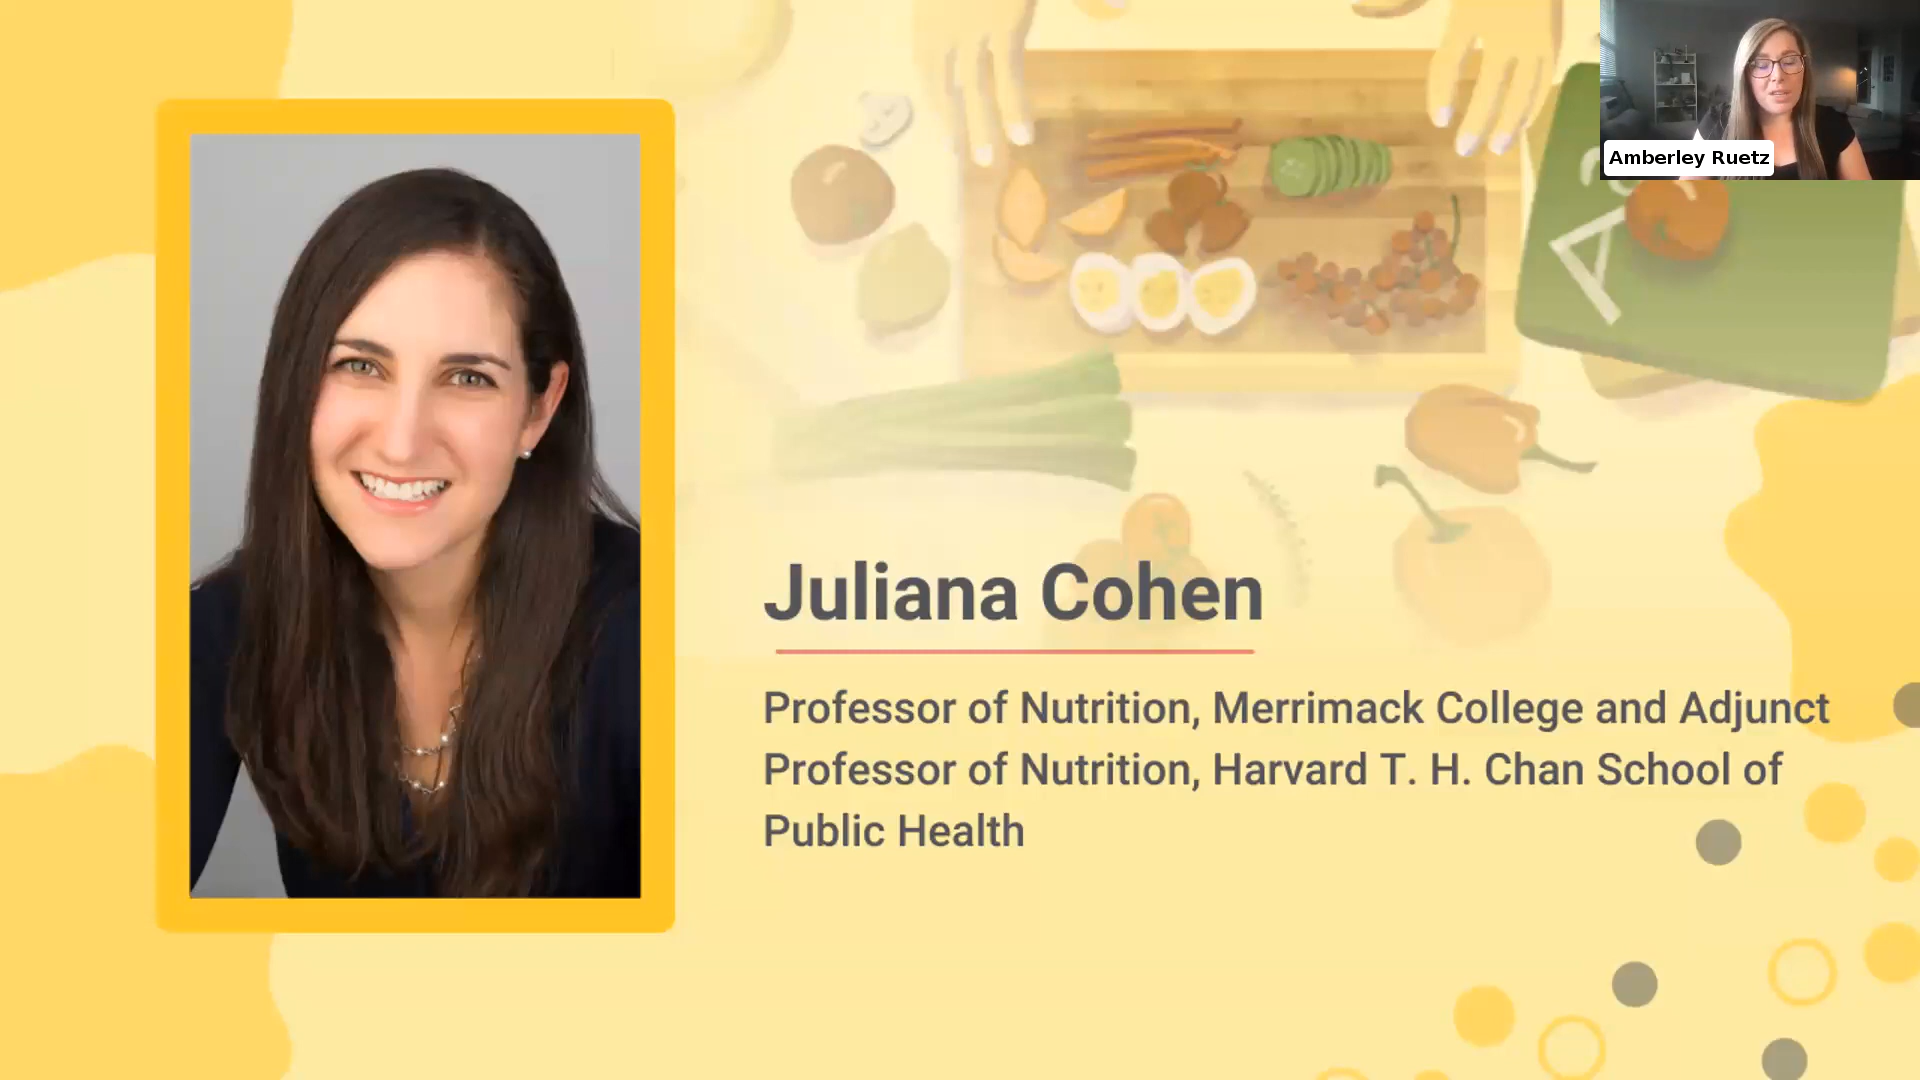 Amberley Ruetz
Juliana Cohen
Professor of Nutrition, Merrimack College and Adjunct
Professor of Nutrition, Harvard T. H. Chan School of
Public Health